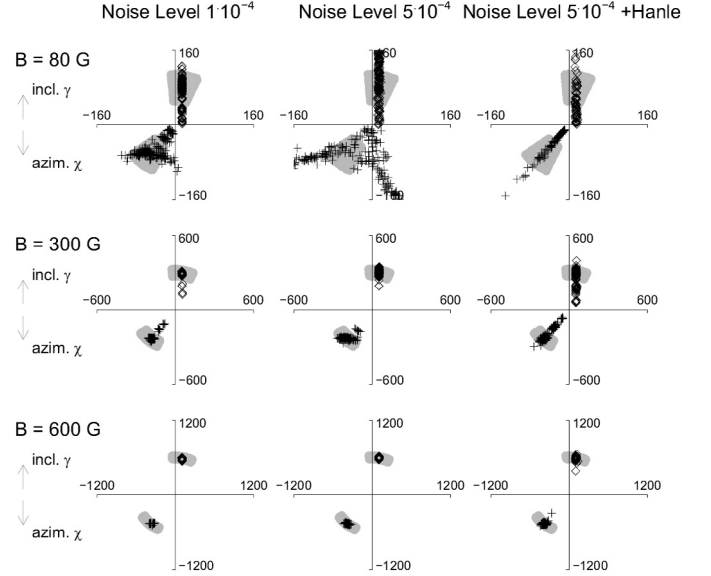 Noise Level 1·10⁻⁴ Noise Level 5·10⁻⁴ Noise Level 5·10⁻⁴ +Hanle
B = 80 G
160 160 160
incl. γ
−160 160 −160 160 −160 160
azim. χ
−160 −160 −160
B = 300 G
600 600 600
incl. γ
−600 600 −600 600 −600 600
azim. χ
−600 −600 −600
B = 600 G
1200 1200 1200
incl. γ
−1200 1200 −1200 1200 −1200 1200
azim. χ
−1200 −1200 −1200